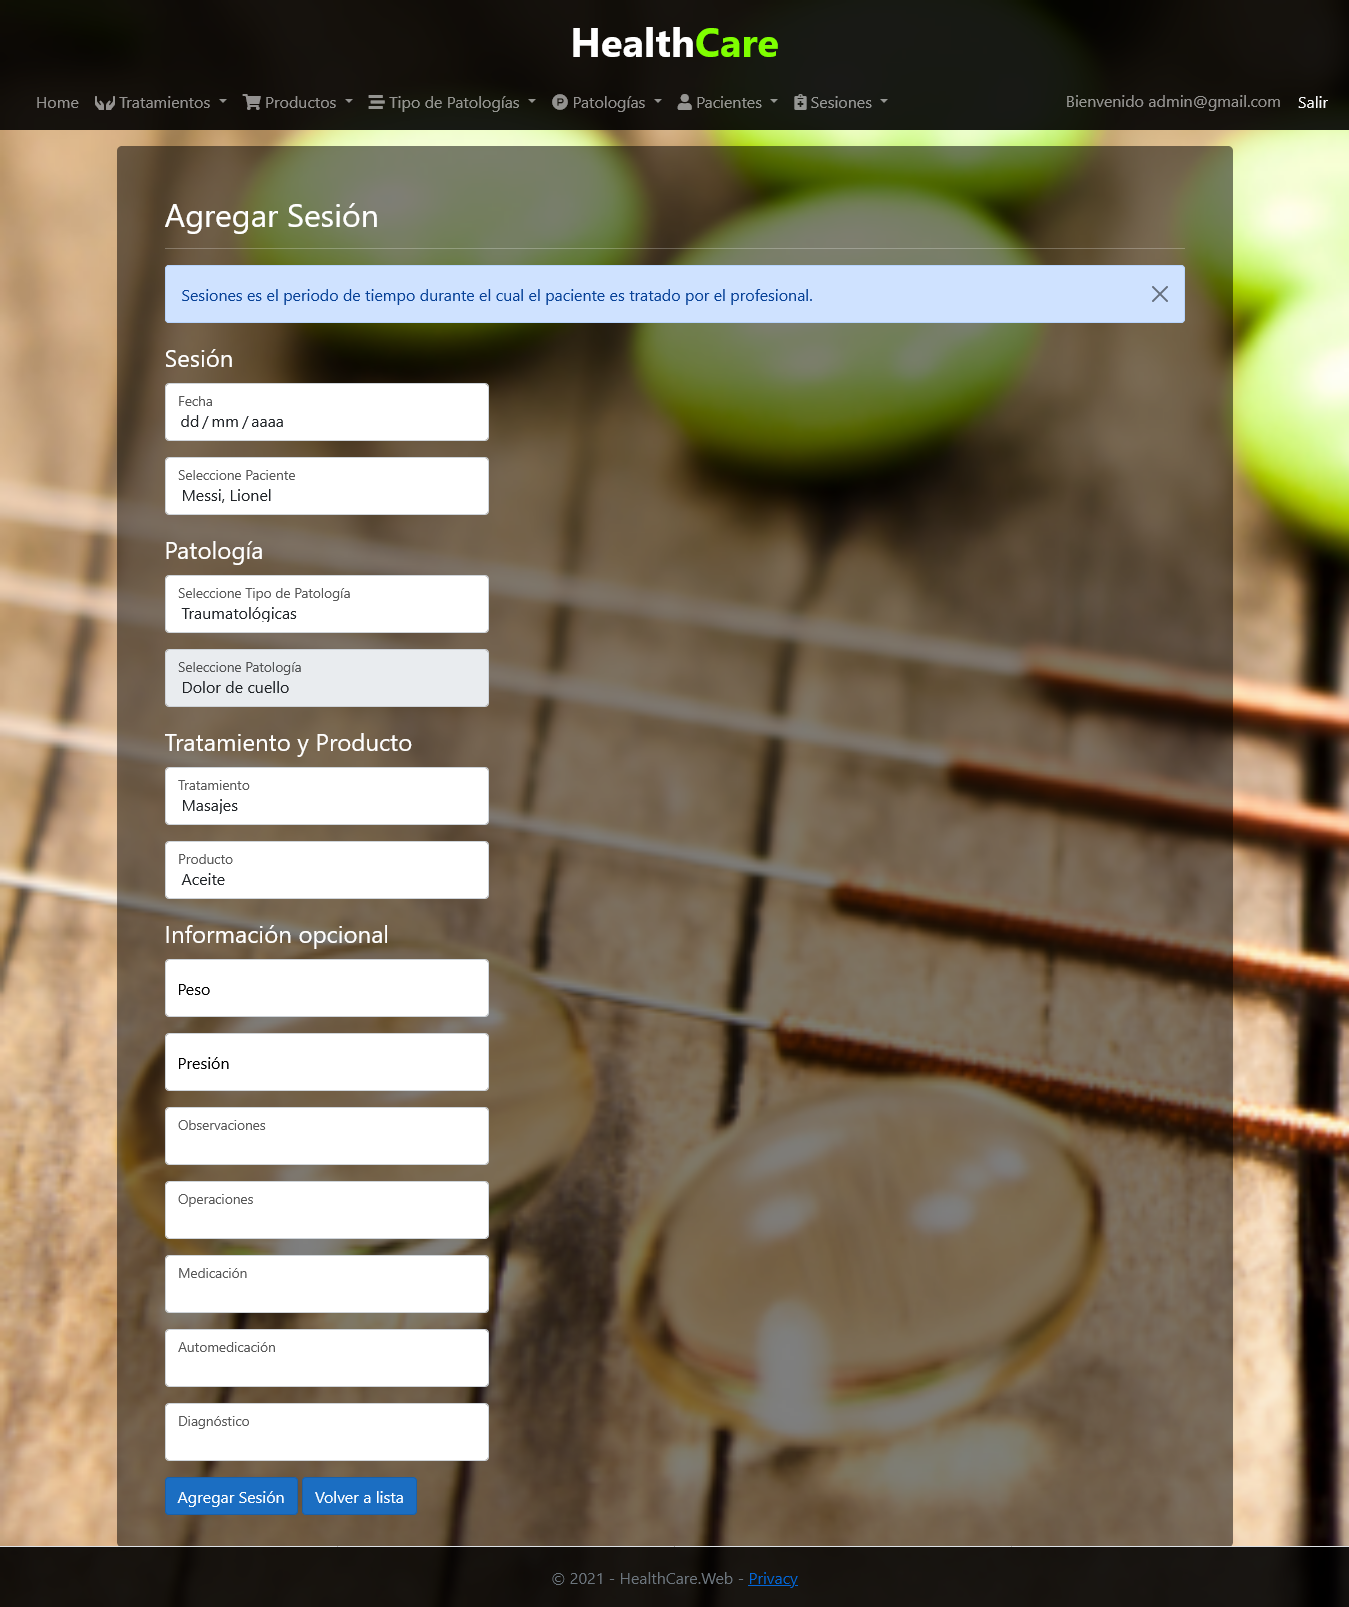 HealthCare
Home Tratamientos Productos Tipo de Patologías Patologías Pacientes Sesiones Bienvenido admin@gmail.com Salir
Agregar Sesión
Sesiones es el periodo de tiempo durante el cual el paciente es tratado por el profesional.
Sesión
Fecha
dd/mm/aaaa
Seleccione Paciente
Messi, Lionel
Patología
Seleccione Tipo de Patología
Traumatológicas
Seleccione Patología
Dolor de cuello
Tratamiento y Producto
Tratamiento
Masajes
Producto
Aceite
Información opcional
Peso
Presión
Observaciones
Operaciones
Medicación
Automedicación
Diagnóstico
Agregar Sesión Volver a lista
© 2021 - HealthCare.Web - Privacy